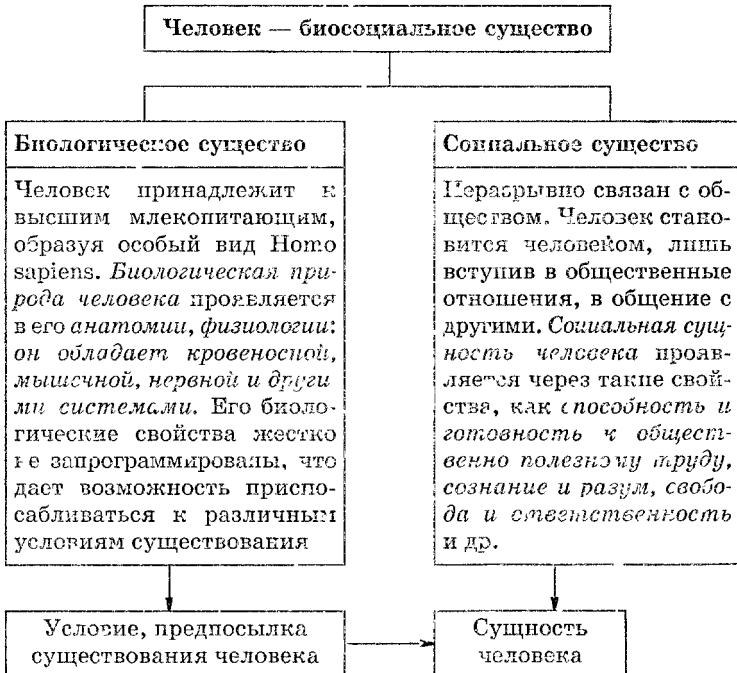 Человек — биосоциальное существо
Биологическое существо
Человек принадлежит к
высшим млекопитающим,
образуя особый вид Homo
sapiens. Биологическая при-
рода человека проявляется
в его анатомии, физиологии:
он обладает кровеносной,
мышечной, нервной и други
ми системами. Его биоло-
гические свойства жестко
не запрограммированы, что
дает возможность приспо-
сабливаться к различным
условиям существования
Социальное существо
Неразрывно связан с об-
ществом. Человек стано-
вится человеком, лишь
вступив в общественные
отношения, в общение с
другими. Социальная сущ-
ность человека прояв-
ляется через такие свой-
ства, как способность и
готовность к общест-
венно полезному труду,
сознание и разум, свобо-
да и ответственность
и др.
Условие, предпосылка
существования человека
Сущность
человека